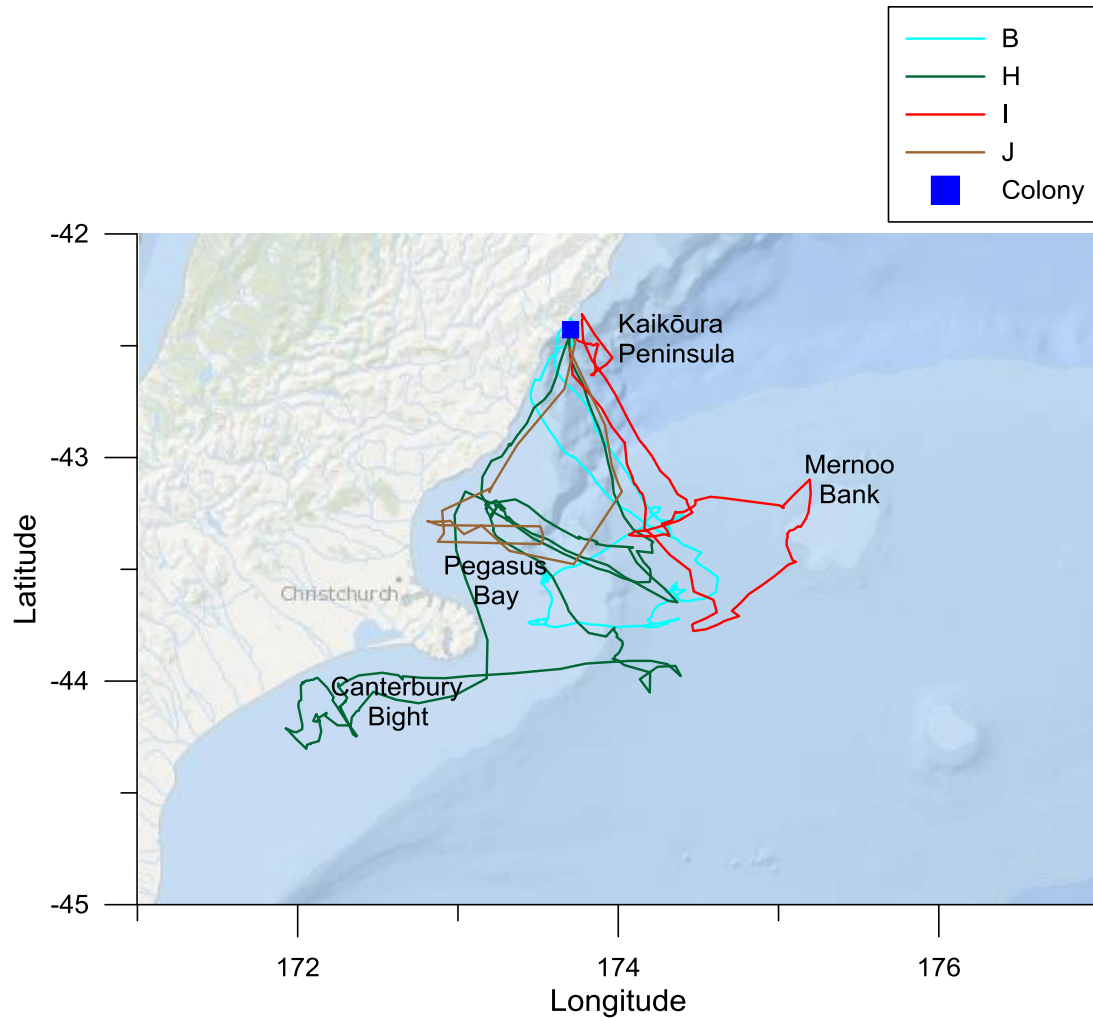 B
H
I
J
Colony
-42
Kaikōura
Peninsula
-43
Mernoo
Bank
Pegasus
Bay
Christchurch
-44
Canterbury
Bight
-45
172
174
176
Latitude
Longitude